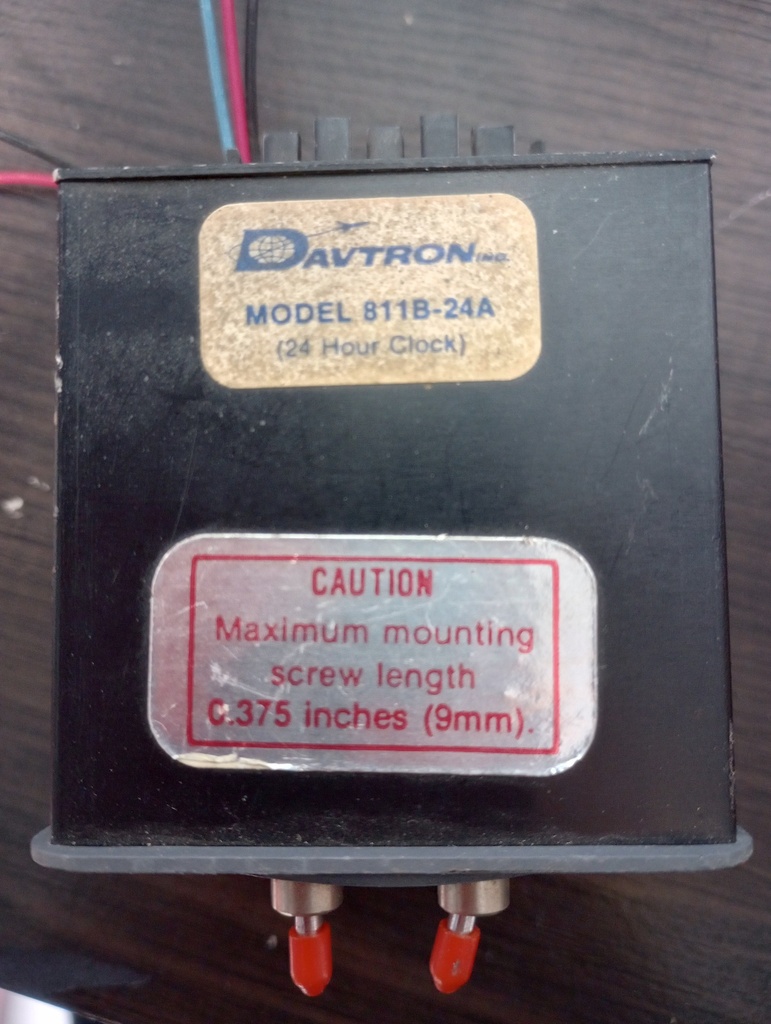 DAVTRON INC.
MODEL 811B-24A
(24 Hour Clock)
CAUTION
Maximum mounting
screw length
0.375 inches (9mm).